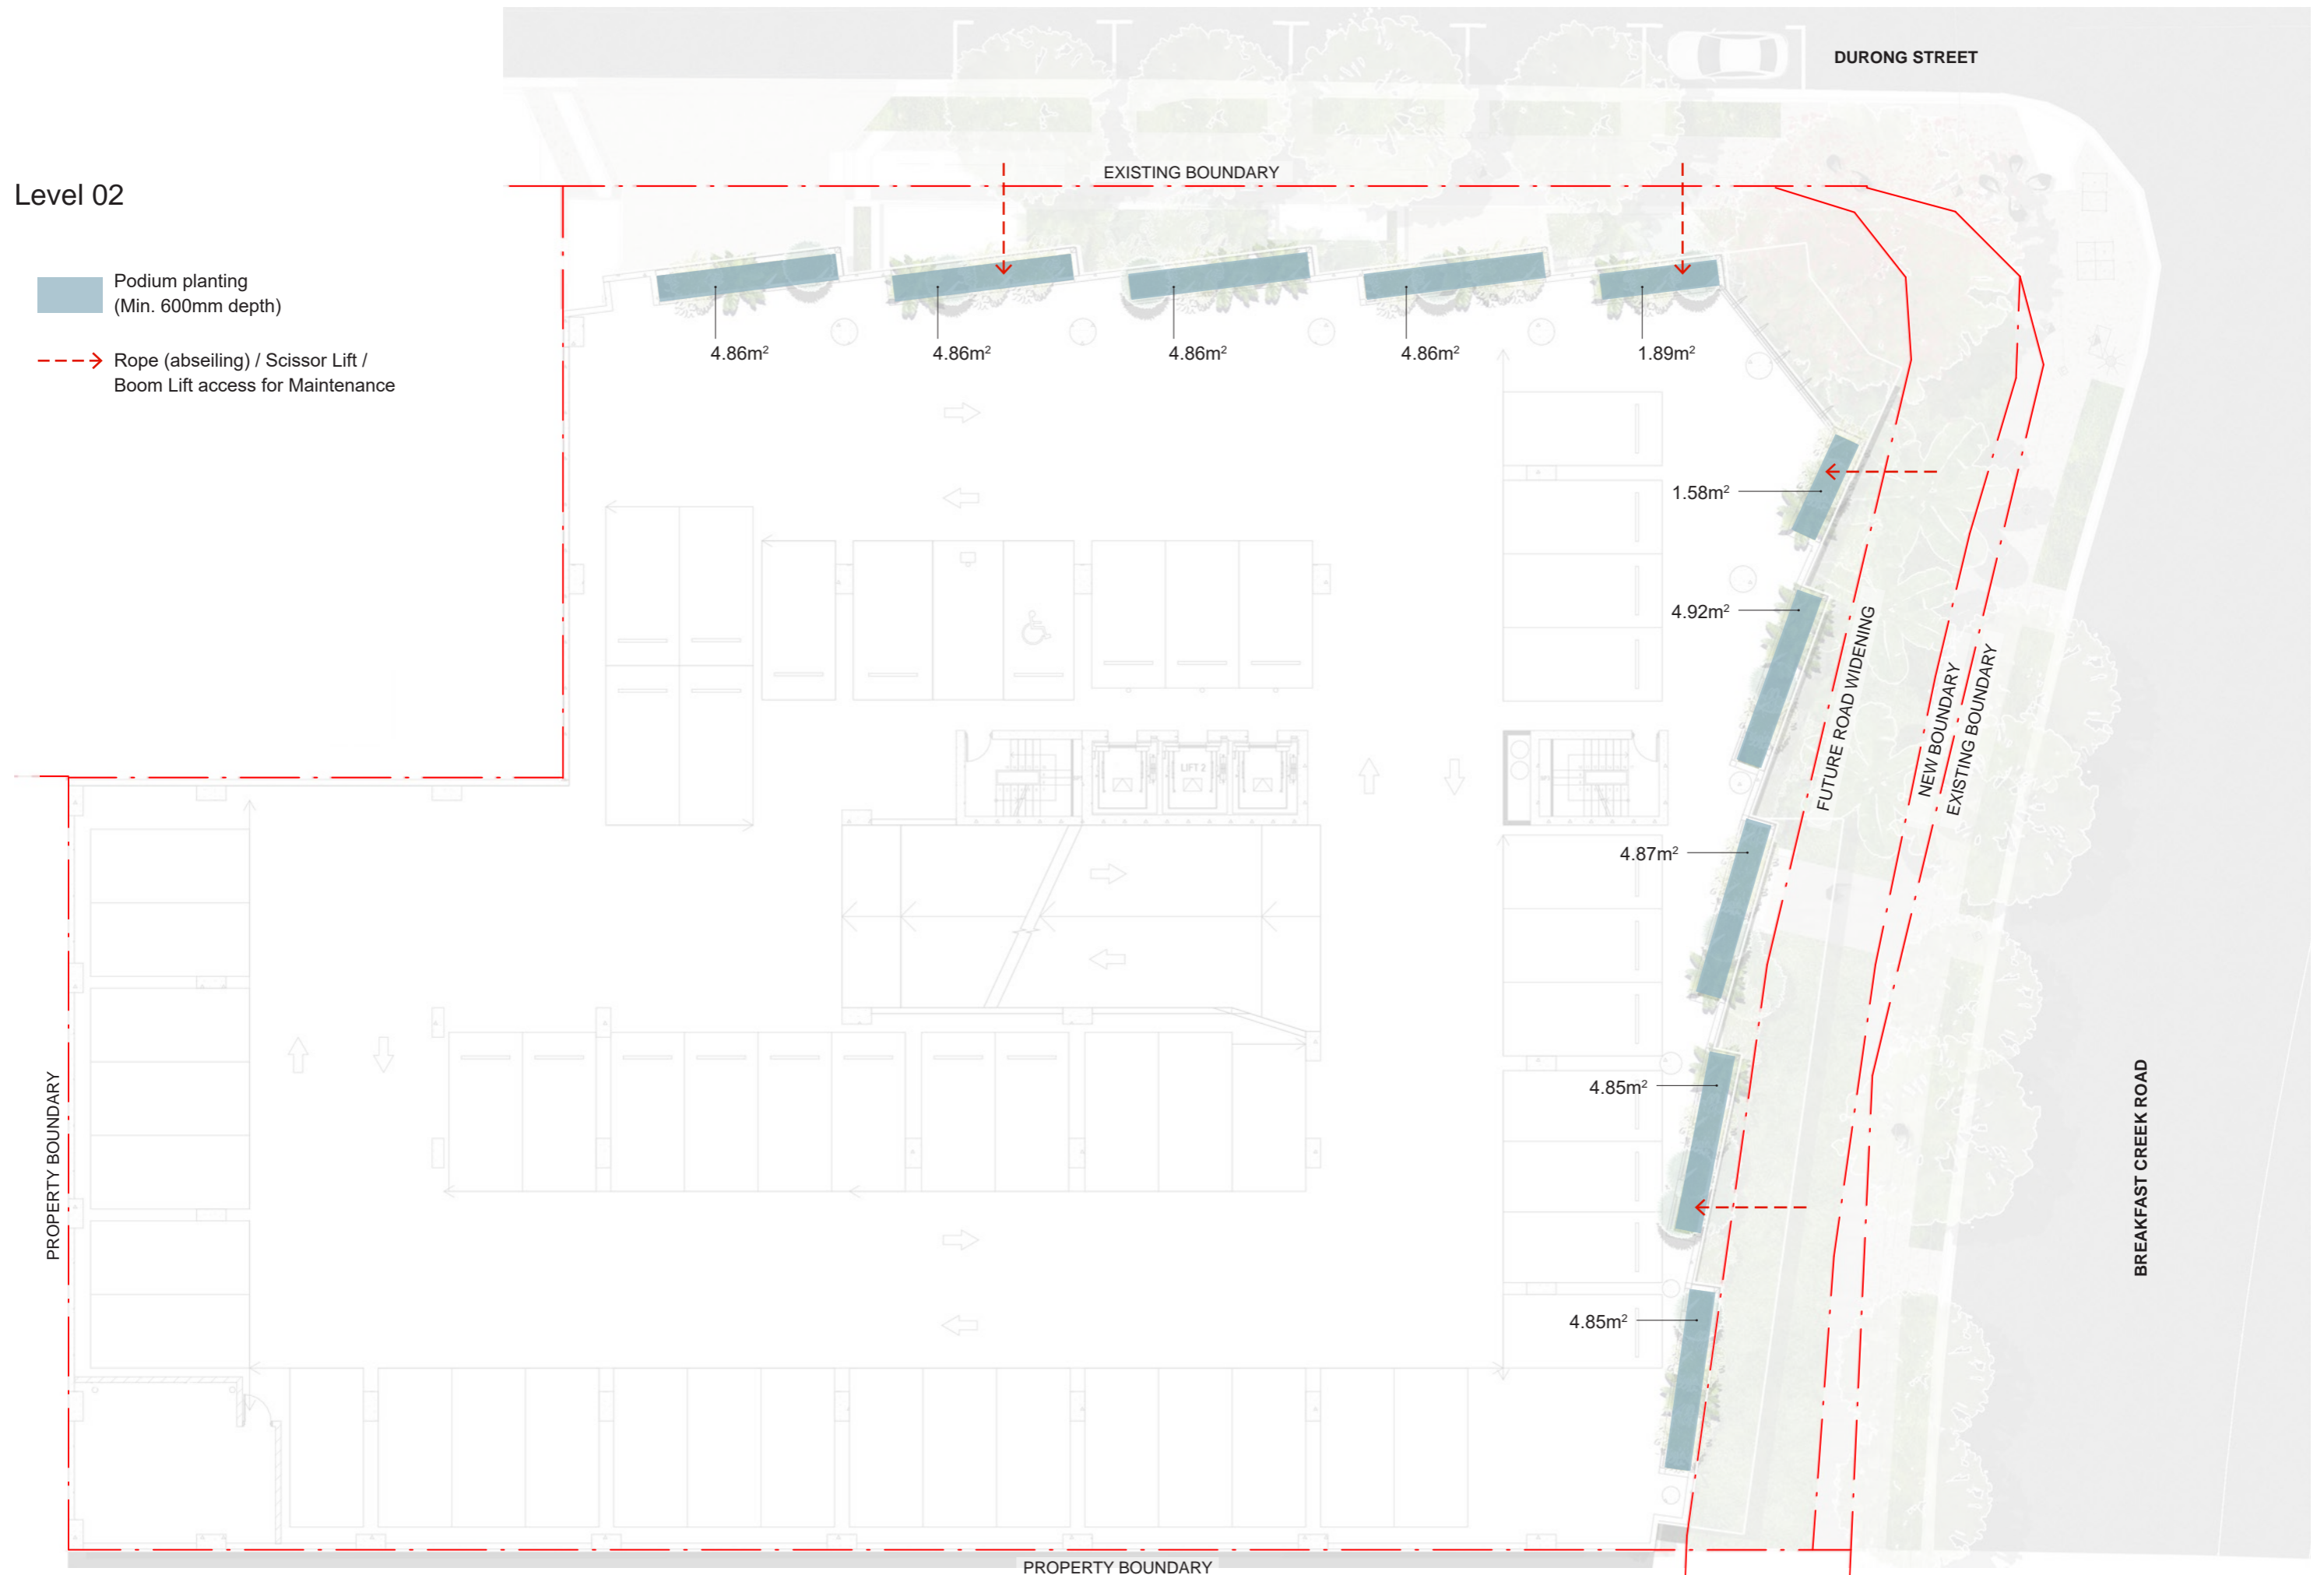 DURONG STREET
EXISTING BOUNDARY
Level 02
Podium planting
(Min. 600mm depth)
Rope (abseiling) / Scissor Lift /
Boom Lift access for Maintenance
4.86m²
4.86m²
4.86m²
4.86m²
1.89m²
1.58m²
4.92m²
FUTURE ROAD WIDENING
NEW BOUNDARY
EXISTING BOUNDARY
LIFT 2
4.87m²
4.85m²
PROPERTY BOUNDARY
BREAKFAST CREEK ROAD
4.85m²
PROPERTY BOUNDARY